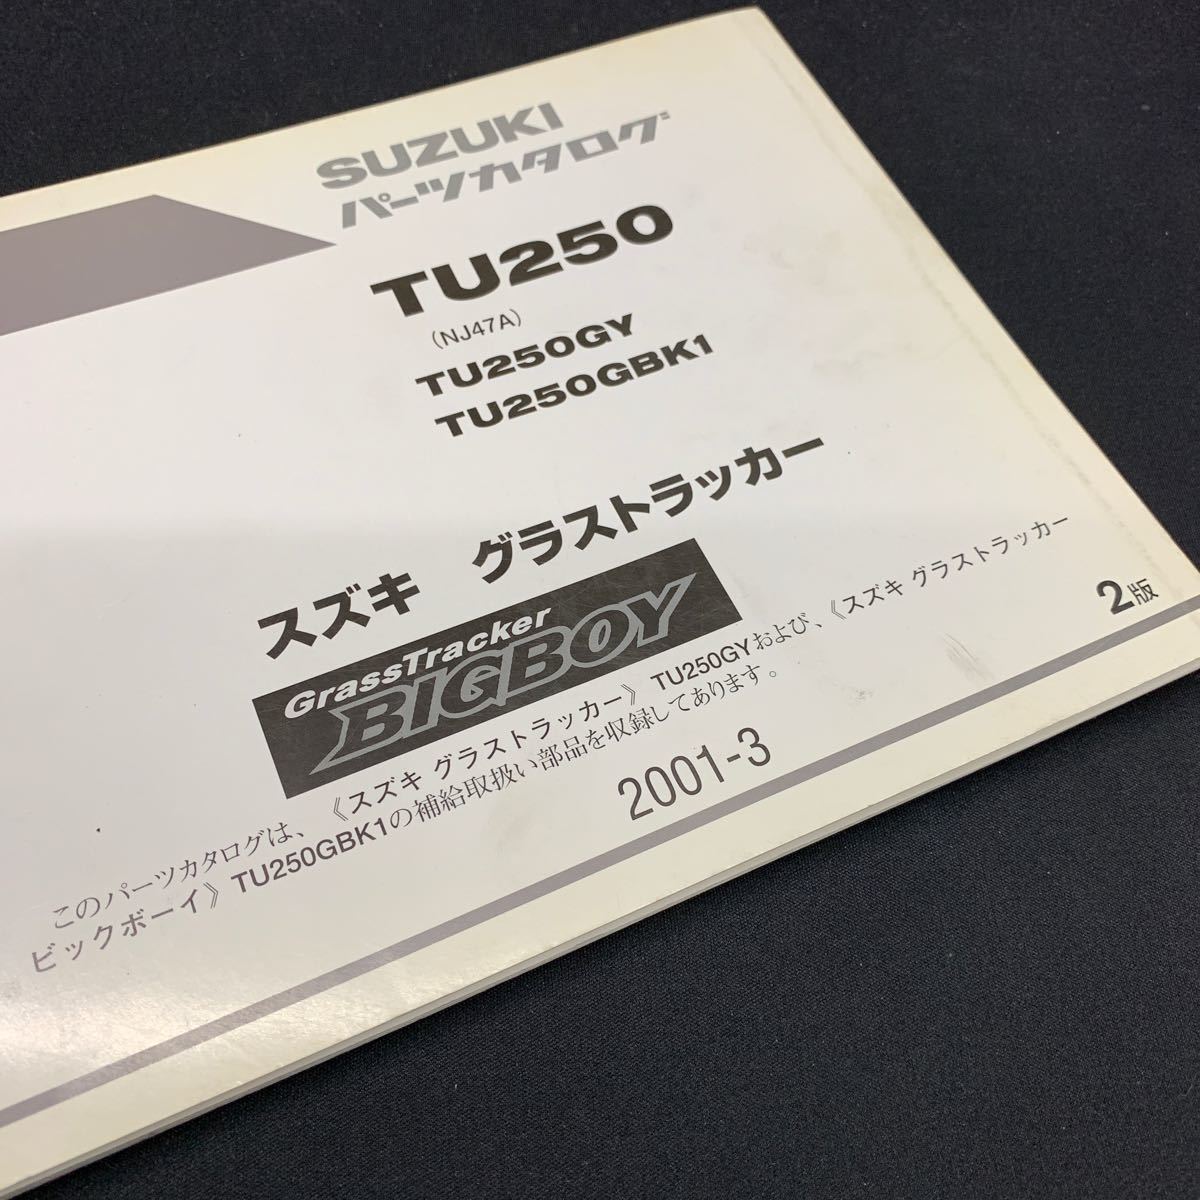 SUZUKI
パーツカタログ
TU250
(NJ47A)
TU250GY
TU250GBK1
スズキ グラストラッカー
GrassTracker
BIGBOY
このパーツカタログは、《スズキ グラストラッカー》TU250GYおよび、《スズキ グラストラッカー
ビックボーイ》TU250GBK1の補給取扱い部品を収録してあります。
2001-3
2版